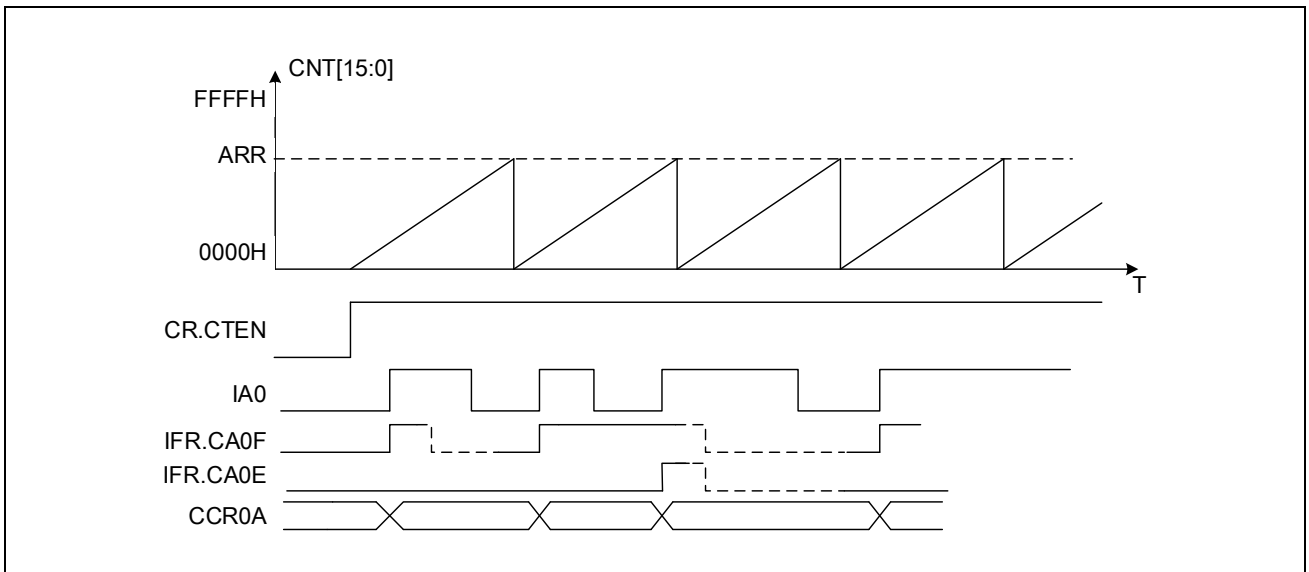 CNT[15:0]
FFFFH
ARR
0000H
T
CR.CTEN
IA0
IFR.CA0F
IFR.CA0E
CCR0A